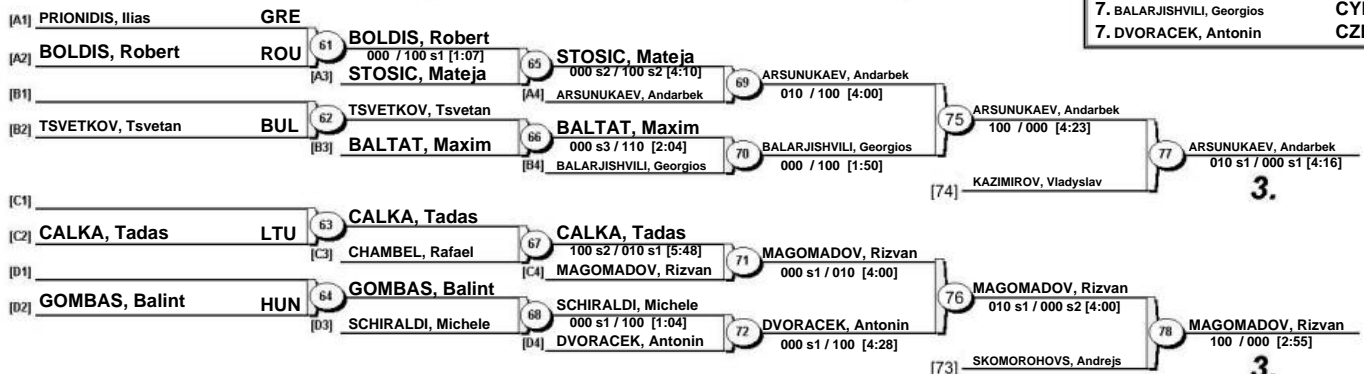 7. BALARJISHVILI, Georgios
7. DVORACEK, Antonin
[A1] PRIONIDIS, Ilias GRE
[A2] BOLDIS, Robert ROU
61
BOLDIS, Robert
000 / 100 s1 [1:07]
[A3] STOSIC, Mateja
65
STOSIC, Mateja
000 s2 / 100 s2 [4:10]
[A4] ARSUNUKAEV, Andarbek
69
ARSUNUKAEV, Andarbek
010 / 100 [4:00]
[B1]
[B2] TSVETKOV, Tsvetan BUL
62
TSVETKOV, Tsvetan
[B3] BALTAT, Maxim
66
BALTAT, Maxim
000 s3 / 110 [2:04]
[B4] BALARJISHVILI, Georgios
70
BALARJISHVILI, Georgios
000 / 100 [1:50]
75
ARSUNUKAEV, Andarbek
100 / 000 [4:23]
[74] KAZIMIROV, Vladyslav
77
ARSUNUKAEV, Andarbek
010 s1 / 000 s1 [4:16]
3.
[C1]
[C2] CALKA, Tadas LTU
63
CALKA, Tadas
[C3] CHAMBEL, Rafael
67
CALKA, Tadas
100 s2 / 010 s1 [5:48]
[C4] MAGOMADOV, Rizvan
71
MAGOMADOV, Rizvan
000 s1 / 010 [4:00]
[D1]
[D2] GOMBAS, Balint HUN
64
GOMBAS, Balint
[D3] SCHIRALDI, Michele
68
SCHIRALDI, Michele
000 s1 / 100 [1:04]
[D4] DVORACEK, Antonin
72
DVORACEK, Antonin
000 s1 / 100 [4:28]
76
MAGOMADOV, Rizvan
010 s1 / 000 s2 [4:00]
[73] SKOMOROHOVS, Andrejs
78
MAGOMADOV, Rizvan
100 / 000 [2:55]
3.